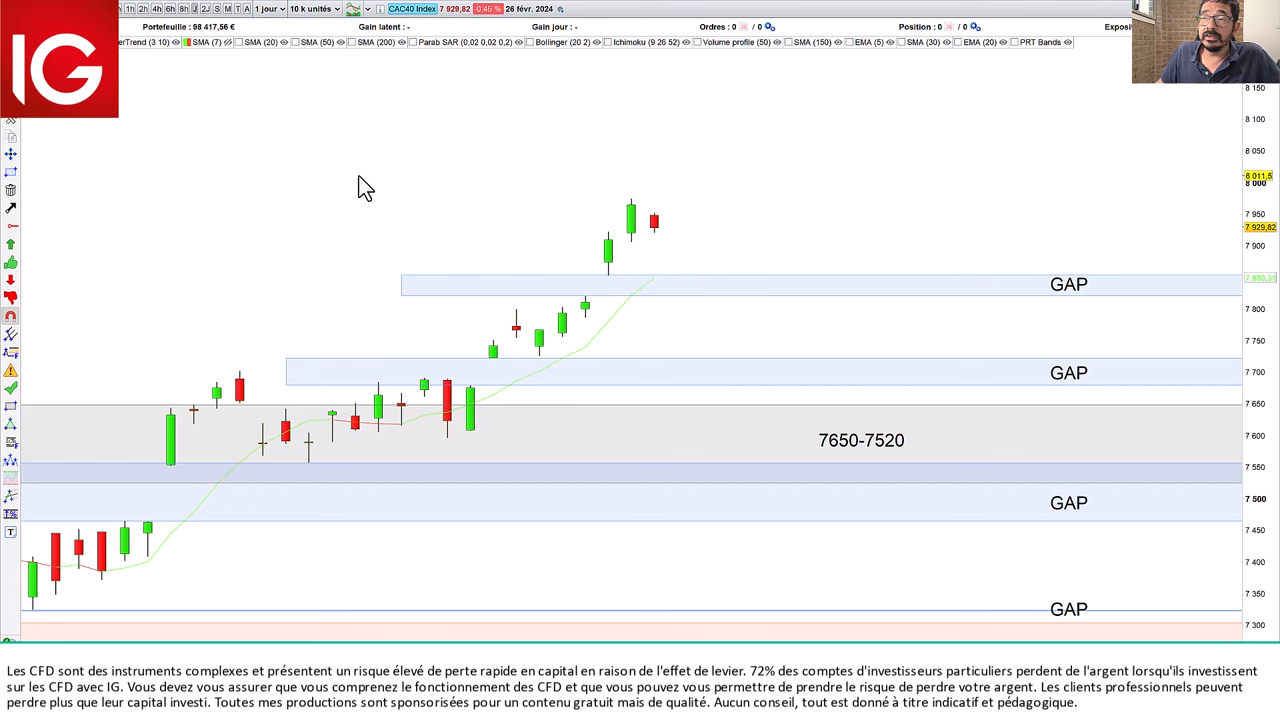 1h 2h 4h 6h 8h J 2J S M T A 1 jour 10 k unités CAC40 Index 7 929,82 -0,46 % 26 févr. 2024
Portefeuille : 98 417,56 € Gain latent : - Gain jour : - Ordres : 0 / 0 Position : 0 / 0 Exposi
erTrend (3 10) SMA (7) SMA (20) SMA (50) SMA (200) Parab SAR (0,02 0,02 0,2) Bollinger (20 2) Ichimoku (9 26 52) Volume profile (50) SMA (150) EMA (5) SMA (30) EMA (20) PRT Bands
IG
8 150
8 100
8 050
8 011,5
8 000
7 950
7 929,82
7 900
7 850,31
GAP
7 800
7 750
7 700
GAP
7 650
7 600
7650-7520
7 550
7 500
GAP
7 450
7 400
7 350
GAP
7 300
Les CFD sont des instruments complexes et présentent un risque élevé de perte rapide en capital en raison de l'effet de levier. 72% des comptes d'investisseurs particuliers perdent de l'argent lorsqu'ils investissent
sur les CFD avec IG. Vous devez vous assurer que vous comprenez le fonctionnement des CFD et que vous pouvez vous permettre de prendre le risque de perdre votre argent. Les clients professionnels peuvent
perdre plus que leur capital investi. Toutes mes productions sont sponsorisées pour un contenu gratuit mais de qualité. Aucun conseil, tout est donné à titre indicatif et pédagogique.